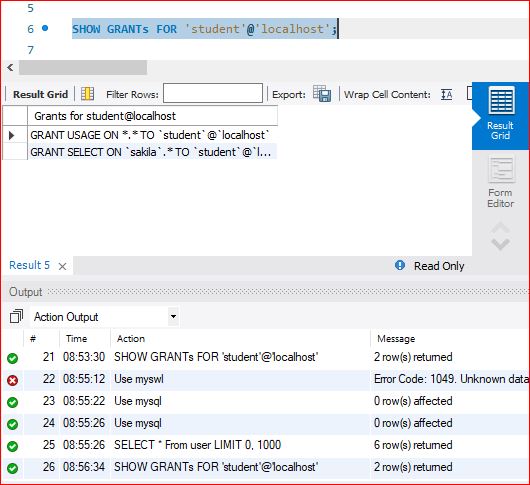 5
6 SHOW GRANTs FOR 'student'@'localhost';
7
Result Grid Filter Rows: Export: Wrap Cell Content:
Grants for student@localhost
GRANT USAGE ON *.* TO `student`@`localhost`
GRANT SELECT ON `sakila`.* TO `student`@`l...
Result
Grid
Form
Editor
Result 5 Read Only
Output
Action Output
# Time Action Message
21 08:53:30 SHOW GRANTs FOR 'student'@'localhost' 2 row(s) returned
22 08:55:12 Use myswl Error Code: 1049. Unknown data
23 08:55:22 Use mysql 0 row(s) affected
24 08:55:26 Use mysql 0 row(s) affected
25 08:55:26 SELECT * From user LIMIT 0, 1000 6 row(s) returned
26 08:56:34 SHOW GRANTs FOR 'student'@'localhost' 2 row(s) returned